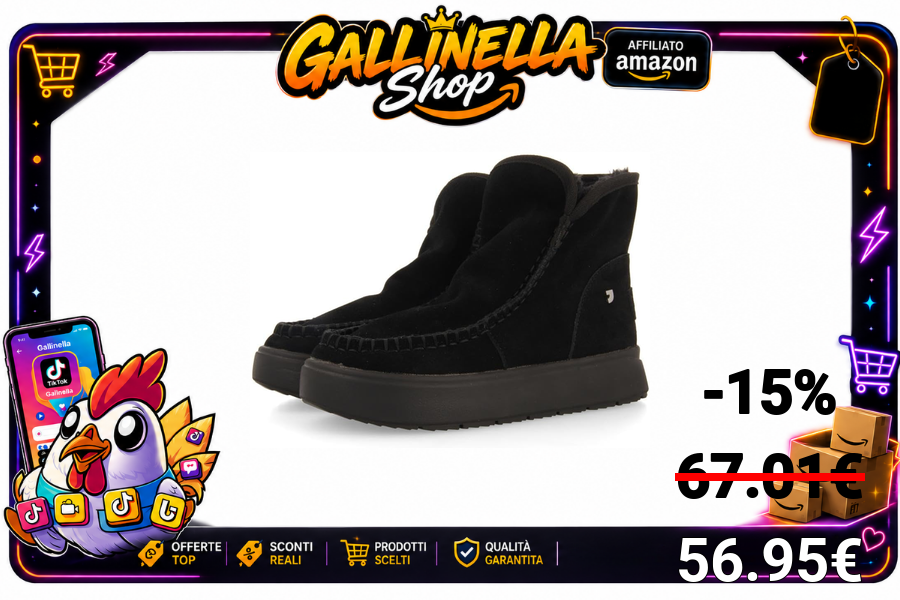 GALLINELLA
Shop
AFFILIATO
amazon
Gallinella
TikTok
Gallinella
-15%
67.01€
56.95€
OFFERTE
TOP
SCONTI
REALI
PRODOTTI
SCELTI
QUALITÀ
GARANTITA